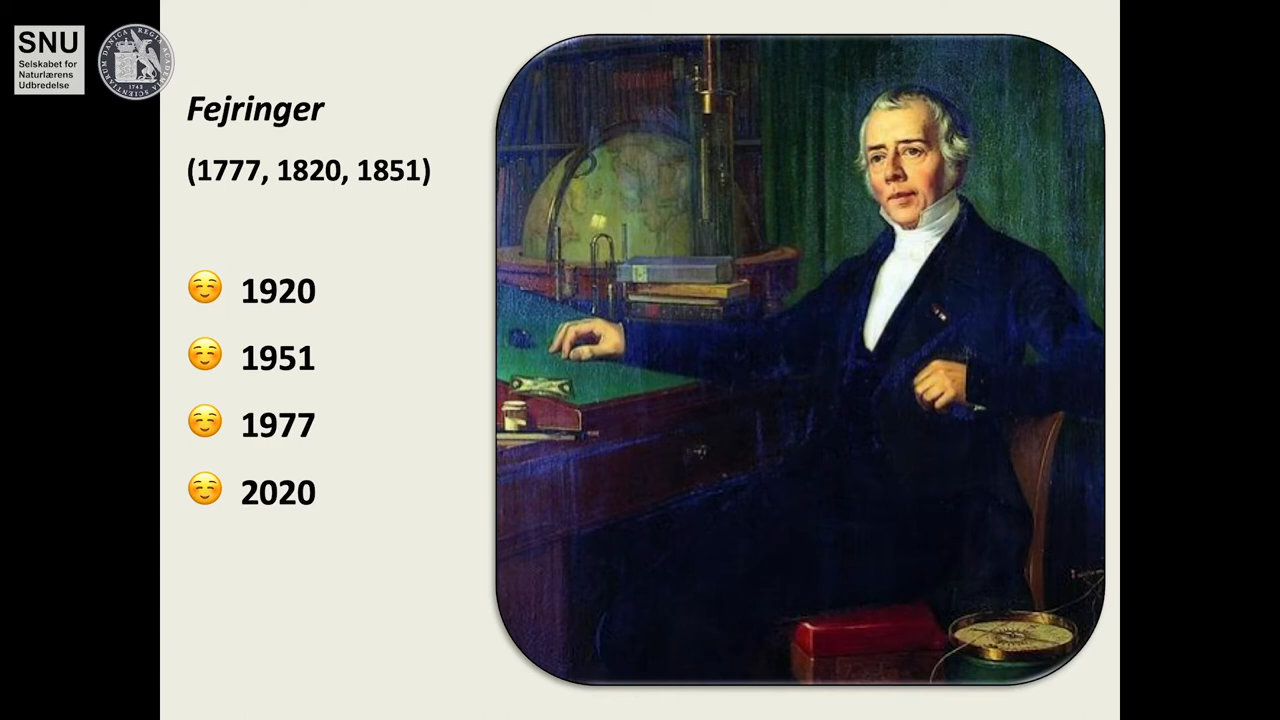 SNU
Selskabet for
Naturlærens
Udbredelse
Fejringer
(1777, 1820, 1851)
1920
1951
1977
2020